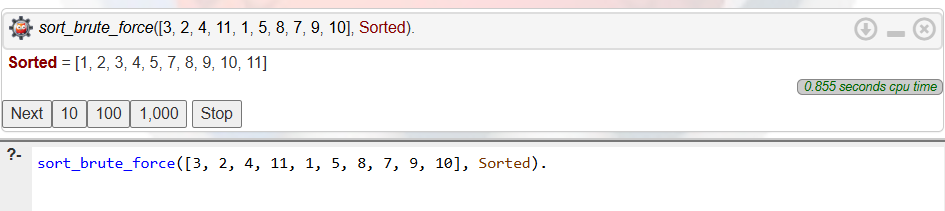 sort_brute_force([3, 2, 4, 11, 1, 5, 8, 7, 9, 10], Sorted).
Sorted = [1, 2, 3, 4, 5, 7, 8, 9, 10, 11]
0.855 seconds cpu time
Next 10 100 1,000 Stop
?- sort_brute_force([3, 2, 4, 11, 1, 5, 8, 7, 9, 10], Sorted).